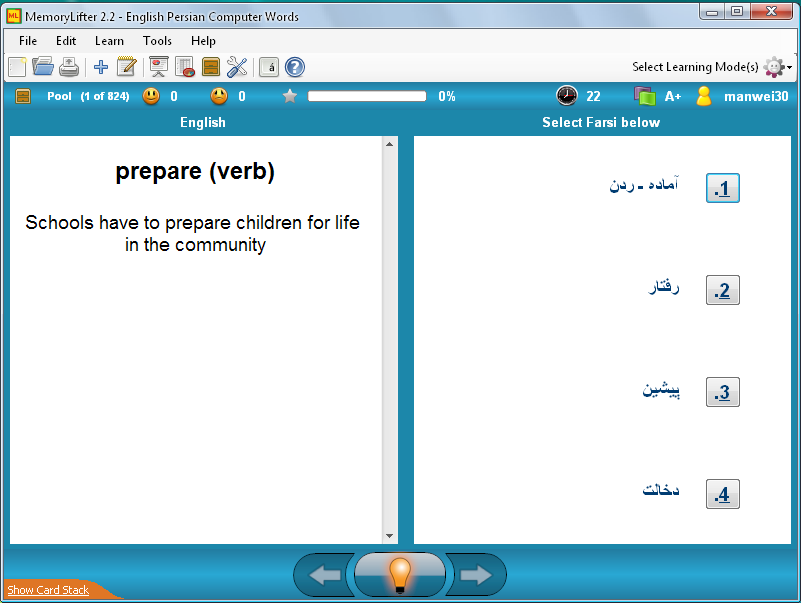 MemoryLifter 2.2 - English Persian Computer Words
File Edit Learn Tools Help
Select Learning Mode(s)
Pool (1 of 824) 0 0 0% 22 A+ manwei30
English
Select Farsi below
prepare (verb)
Schools have to prepare children for life
in the community
آماده - ردن
.1
رفتار
.2
پیشین
.3
دخالت
.4
Show Card Stack